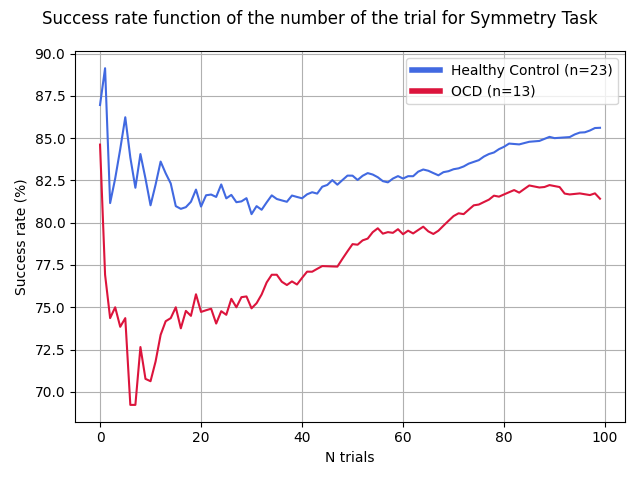 Success rate function of the number of the trial for Symmetry Task
90.0
87.5
85.0
82.5
80.0
77.5
75.0
72.5
70.0
Success rate (%)
Healthy Control (n=23)
OCD (n=13)
0 20 40 60 80 100
N trials